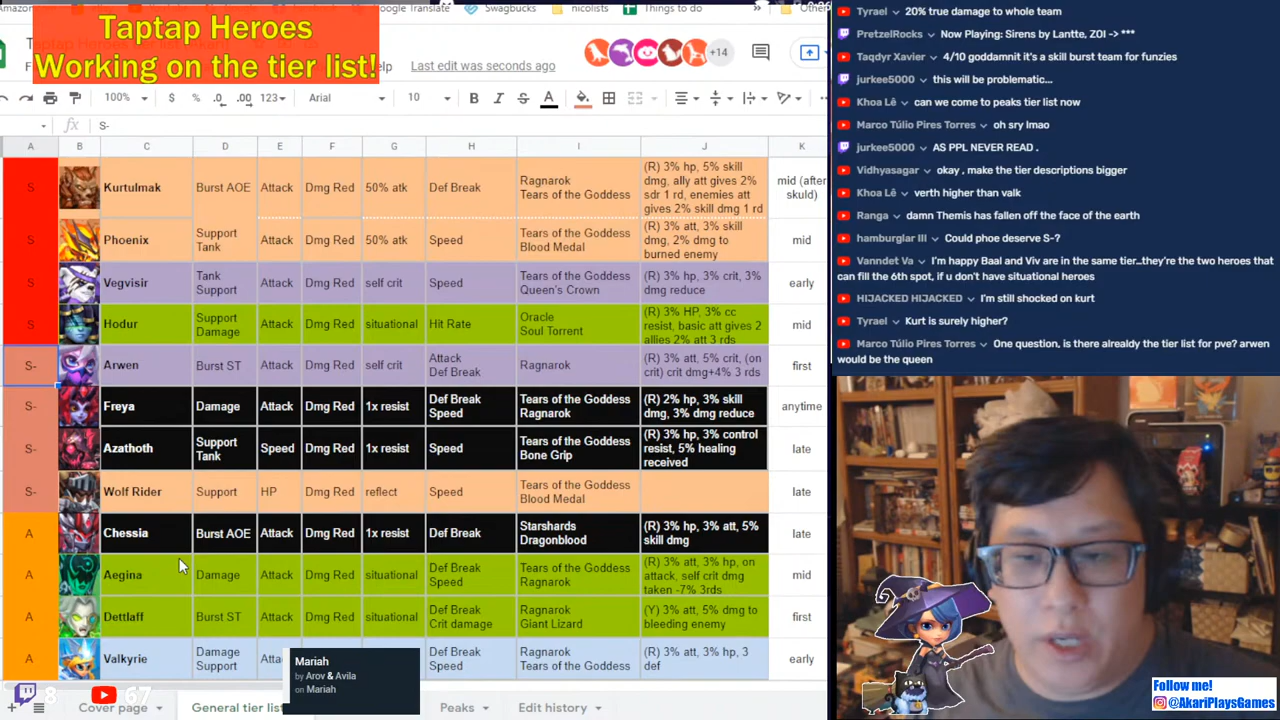 Amazon
Google Translate
Swagbucks
nicolists
Things to do
Other
Taptap Heroes
Working on the tier list!
+14
elp
Last edit was seconds ago
100%
$
%
.0
.00
123
Arial
10
B
I
S
A
fx
S-
A
B
C
D
E
F
G
H
I
J
K
S
Kurtulmak
Burst AOE
Attack
Dmg Red
50% atk
Def Break
Ragnarok
Tears of the Goddess
(R) 3% hp, 5% skill
dmg, ally att gives 2%
sdr 1 rd, enemies att
gives 2% skill dmg 1 rd
mid (after
skuld)
S
Phoenix
Support
Tank
Attack
Dmg Red
50% atk
Speed
Tears of the Goddess
Blood Medal
(R) 3% att, 3% skill
dmg, 2% dmg to
burned enemy
mid
S
Vegvisir
Tank
Support
Attack
Dmg Red
self crit
Speed
Tears of the Goddess
Queen's Crown
(R) 3% hp, 3% crit, 3%
dmg reduce
early
S
Hodur
Support
Damage
Attack
Dmg Red
situational
Hit Rate
Oracle
Soul Torrent
(R) 3% HP, 3% cc
resist, basic att gives 2
allies 2% att 3 rds
mid
S-
Arwen
Burst ST
Attack
Dmg Red
self crit
Attack
Def Break
Ragnarok
(R) 3% att, 5% crit, (on
crit) crit dmg+4% 3 rds
first
S-
Freya
Damage
Attack
Dmg Red
1x resist
Def Break
Speed
Tears of the Goddess
Ragnarok
(R) 2% hp, 3% skill
dmg, 3% dmg reduce
anytime
S-
Azathoth
Support
Tank
Speed
Dmg Red
1x resist
Speed
Tears of the Goddess
Bone Grip
(R) 3% hp, 3% control
resist, 5% healing
received
late
S-
Wolf Rider
Support
HP
Dmg Red
reflect
Speed
Tears of the Goddess
Blood Medal
late
A
Chessia
Burst AOE
Attack
Dmg Red
1x resist
Def Break
Starshards
Dragonblood
(R) 3% hp, 3% att, 5%
skill dmg
late
A
Aegina
Damage
Attack
Dmg Red
situational
Def Break
Speed
Tears of the Goddess
Ragnarok
(R) 3% att, 3% hp, on
attack, self crit dmg
taken -7% 3rds
mid
A
Dettlaff
Burst ST
Attack
Dmg Red
situational
Def Break
Crit damage
Ragnarok
Giant Lizard
(Y) 3% att, 5% dmg to
bleeding enemy
first
A
Valkyrie
Damage
Support
Atta
Def Break
Speed
Ragnarok
Tears of the Goddess
(R) 3% att, 3% hp, 3
def
early
Mariah
by Arov & Avila
on Mariah
8
67
Cover page
General tier list
Peaks
Edit history
Tyrael 20% true damage to whole team
PretzelRocks Now Playing: Sirens by Lantte, ZOI -> ***
Taqdyr Xavier 4/10 goddamnit it's a skill burst team for funzies
jurkee5000 this will be problematic...
Khoa Lê can we come to peaks tier list now
Marco Túlio Pires Torres oh sry lmao
jurkee5000 AS PPL NEVER READ .
Vidhyasagar okay , make the tier descriptions bigger
Khoa Lê verth higher than valk
Ranga damn Themis has fallen off the face of the earth
hamburglar III Could phoe deserve S-?
Vanndet Va I'm happy Baal and Viv are in the same tier...they're the two heroes that
can fill the 6th spot, if u don't have situational heroes
HIJACKED HIJACKED I'm still shocked on kurt
Tyrael Kurt is surely higher?
Marco Túlio Pires Torres One question, is there alrealdy the tier list for pve? arwen
would be the queen
Follow me!
@AkariPlaysGames